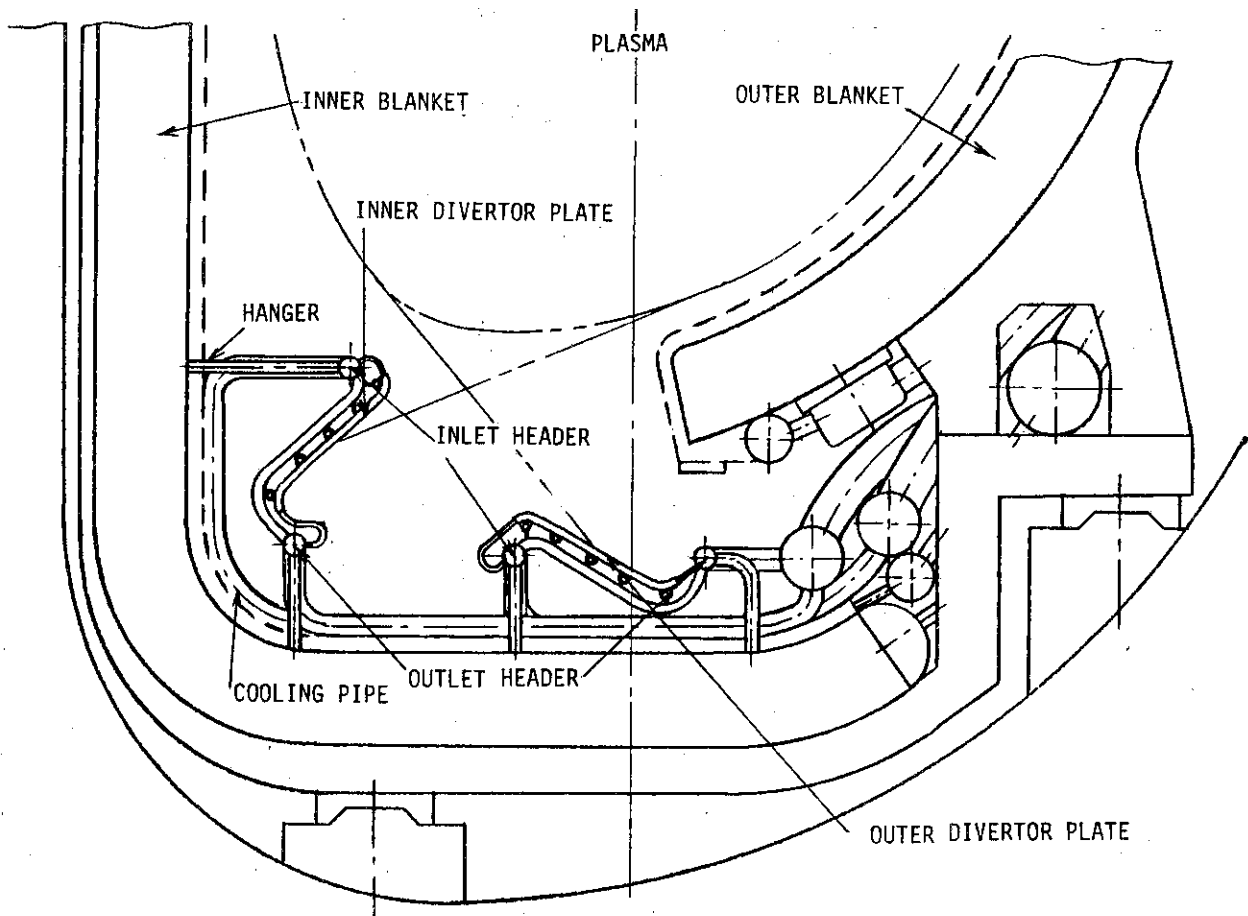 PLASMA
INNER BLANKET
OUTER BLANKET
INNER DIVERTOR PLATE
HANGER
INLET HEADER
OUTLET HEADER
COOLING PIPE
OUTER DIVERTOR PLATE